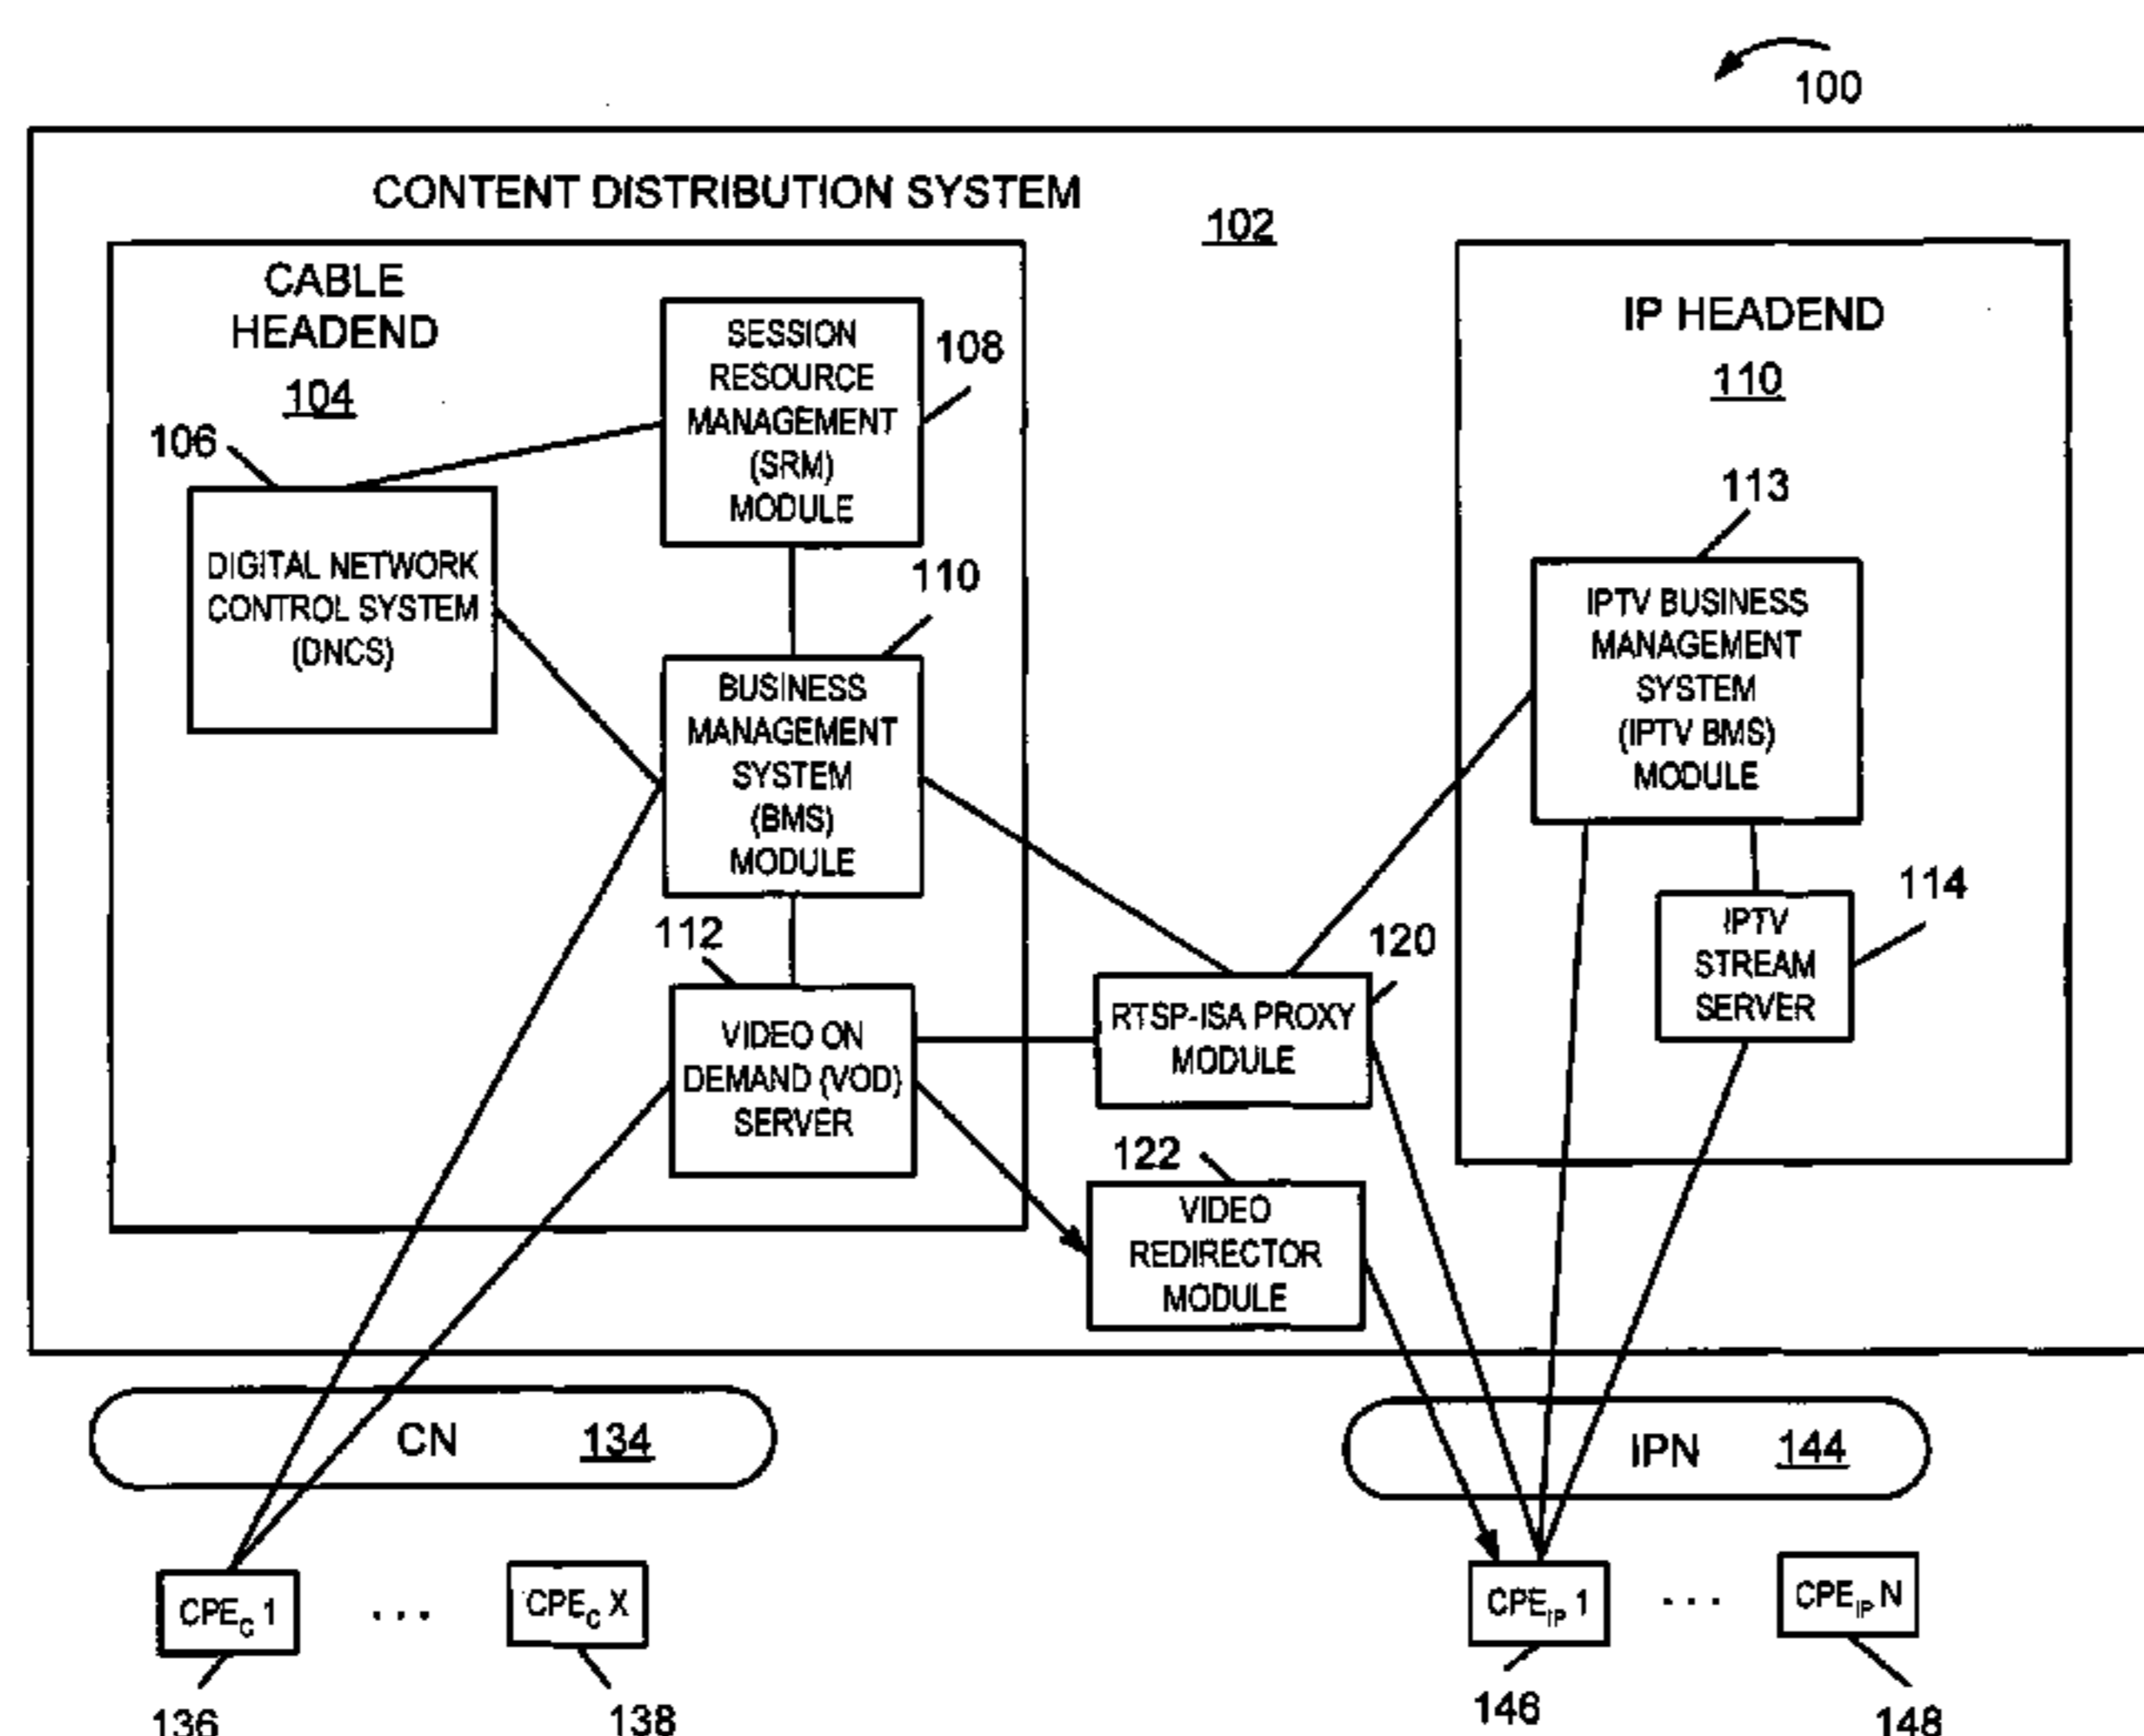 100
CONTENT DISTRIBUTION SYSTEM
102
CABLE
HEADEND
104
106
DIGITAL NETWORK
CONTROL SYSTEM
(DNCS)
SESSION
RESOURCE
MANAGEMENT
(SRM)
MODULE
108
110
BUSINESS
MANAGEMENT
SYSTEM
(BMS)
MODULE
112
VIDEO ON
DEMAND (VOD)
SERVER
120
RTSP-ISA PROXY
MODULE
122
VIDEO
REDIRECTOR
MODULE
IP HEADEND
110
113
IPTV BUSINESS
MANAGEMENT
SYSTEM
(IPTV BMS)
MODULE
114
IPTV
STREAM
SERVER
CN 134
IPN 144
CPEC 1
...
CPEC X
CPEIP 1
...
CPEIP N
136
138
146
148